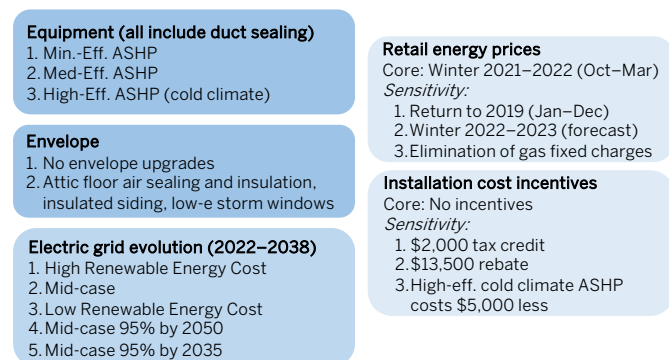 Equipment (all include duct sealing)
1. Min.-Eff. ASHP
2. Med-Eff. ASHP
3. High-Eff. ASHP (cold climate)
Envelope
1. No envelope upgrades
2. Attic floor air sealing and insulation,
insulated siding, low-e storm windows
Electric grid evolution (2022–2038)
1. High Renewable Energy Cost
2. Mid-case
3. Low Renewable Energy Cost
4. Mid-case 95% by 2050
5. Mid-case 95% by 2035
Retail energy prices
Core: Winter 2021–2022 (Oct–Mar)
Sensitivity:
1. Return to 2019 (Jan–Dec)
2. Winter 2022–2023 (forecast)
3. Elimination of gas fixed charges
Installation cost incentives
Core: No incentives
Sensitivity:
1. $2,000 tax credit
2. $13,500 rebate
3. High-eff. cold climate ASHP
costs $5,000 less